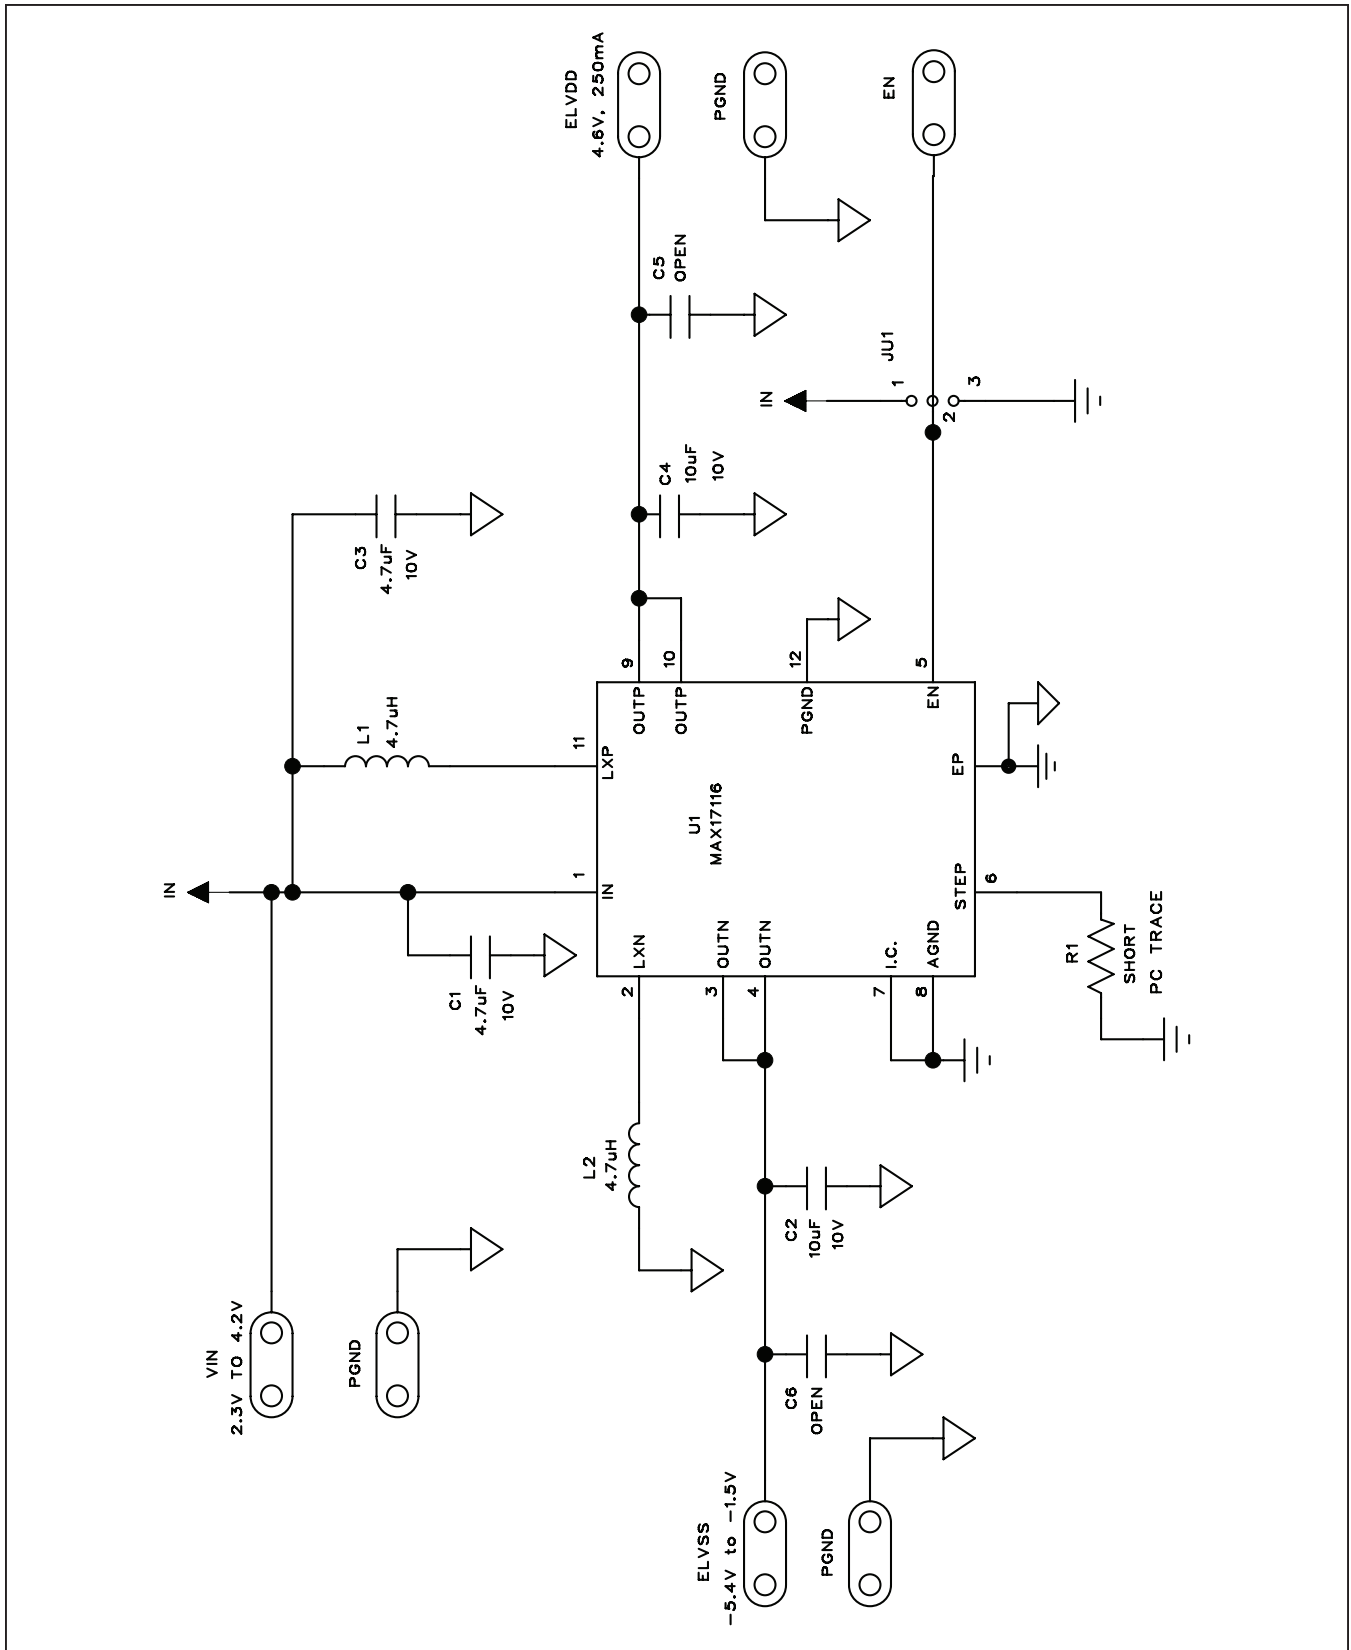 VIN
2.3V TO 4.2V
PGND
IN
C1
4.7uF
10V
L1
4.7uH
C3
4.7uF
10V
ELVSS
-5.4V to -1.5V
PGND
C6
OPEN
C2
10uF
10V
L2
4.7uH
2
LXN
3
OUTN
4
OUTN
7
I.C.
8
AGND
1
IN
11
LXP
U1
MAX17116
STEP
6
EP
9
OUTP
10
OUTP
12
PGND
5
EN
R1
SHORT
PC TRACE
C4
10uF
10V
C5
OPEN
IN
JU1
1
2
3
ELVDD
4.6V, 250mA
PGND
EN